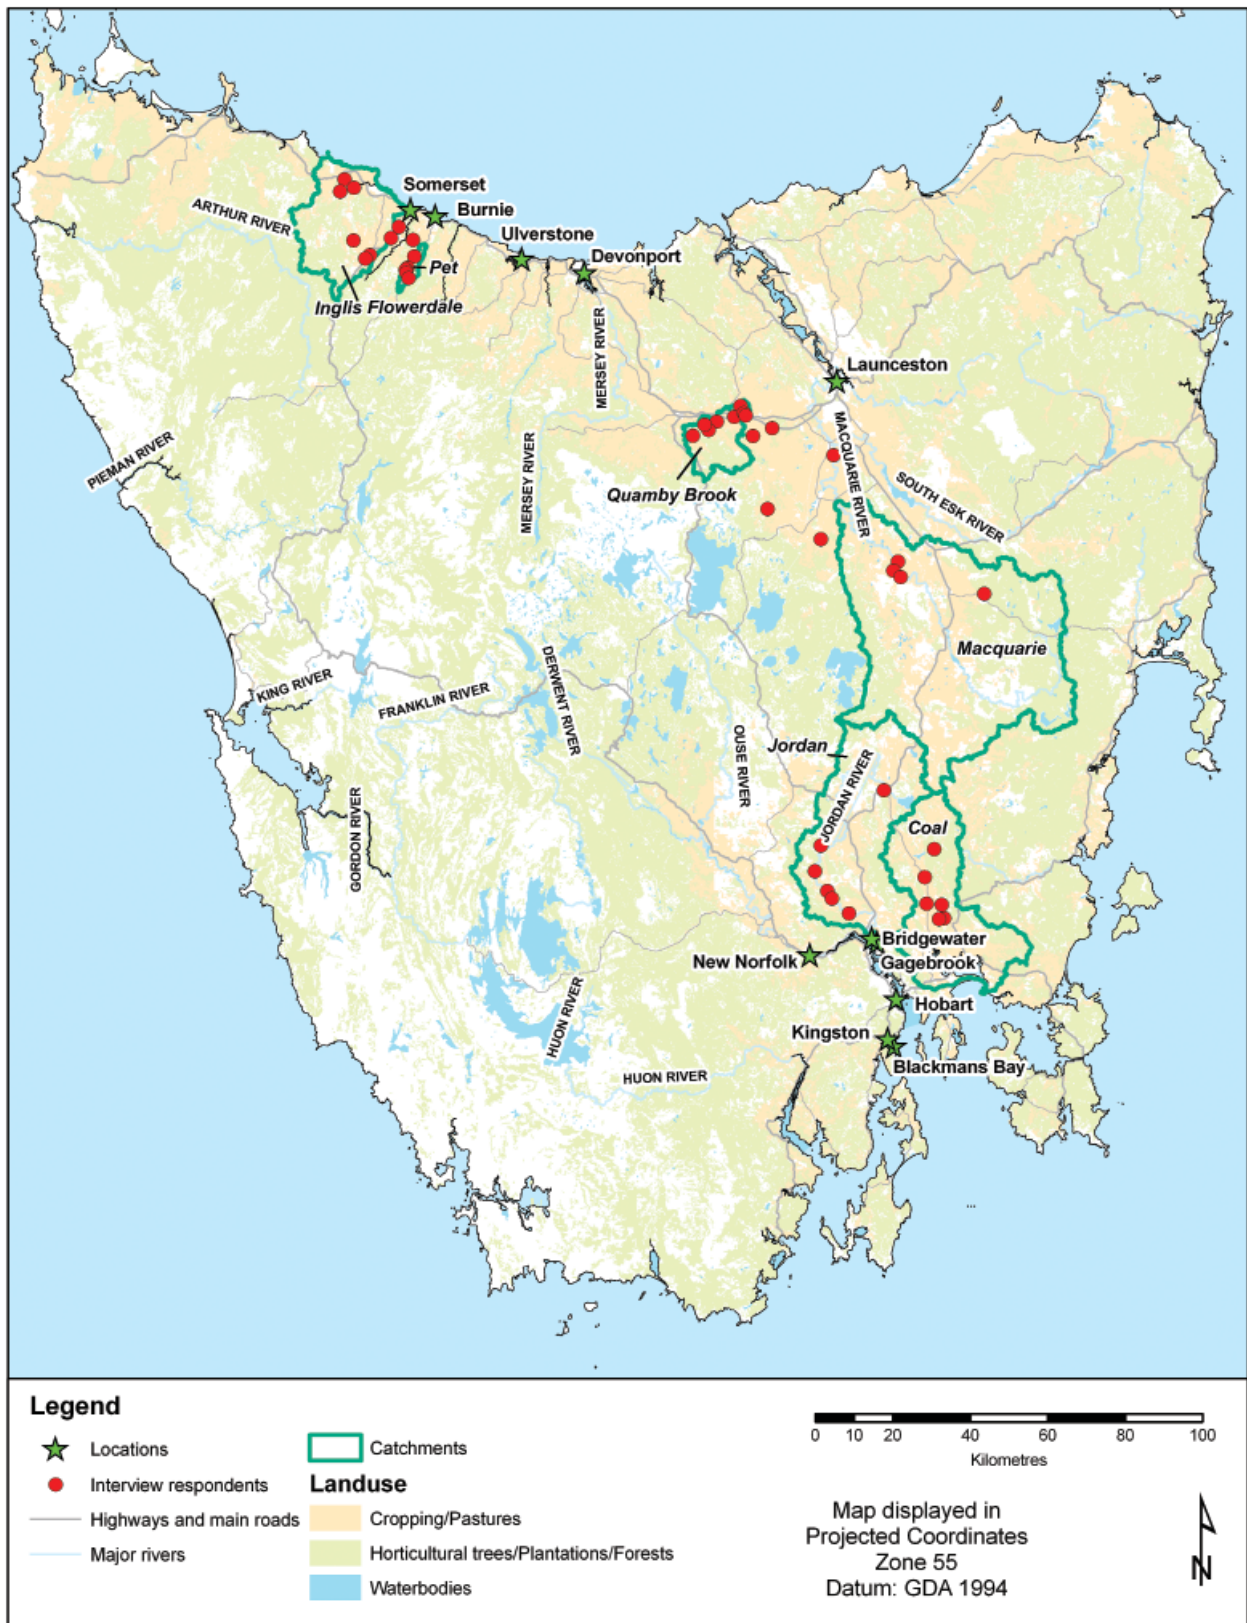 Somerset
Burnie
ARTHUR RIVER
Ulverstone
Devonport
Pet
Inglis Flowerdale
MERSEY RIVER
Launceston
MACQUARIE RIVER
PIEMAN RIVER
MERSEY RIVER
Quamby Brook
SOUTH ESK RIVER
Macquarie
KING RIVER
FRANKLIN RIVER
DERWENT RIVER
OUSE RIVER
Jordan
JORDAN RIVER
GORDON RIVER
Coal
Bridgewater
New Norfolk
Gagebrook
Hobart
HUON RIVER
Kingston
Blackmans Bay
HUON RIVER
Legend
Locations
Interview respondents
Highways and main roads
Major rivers
Catchments
Landuse
Cropping/Pastures
Horticultural trees/Plantations/Forests
Waterbodies
0 10 20 40 60 80 100
Kilometres
Map displayed in
Projected Coordinates
Zone 55
Datum: GDA 1994
N